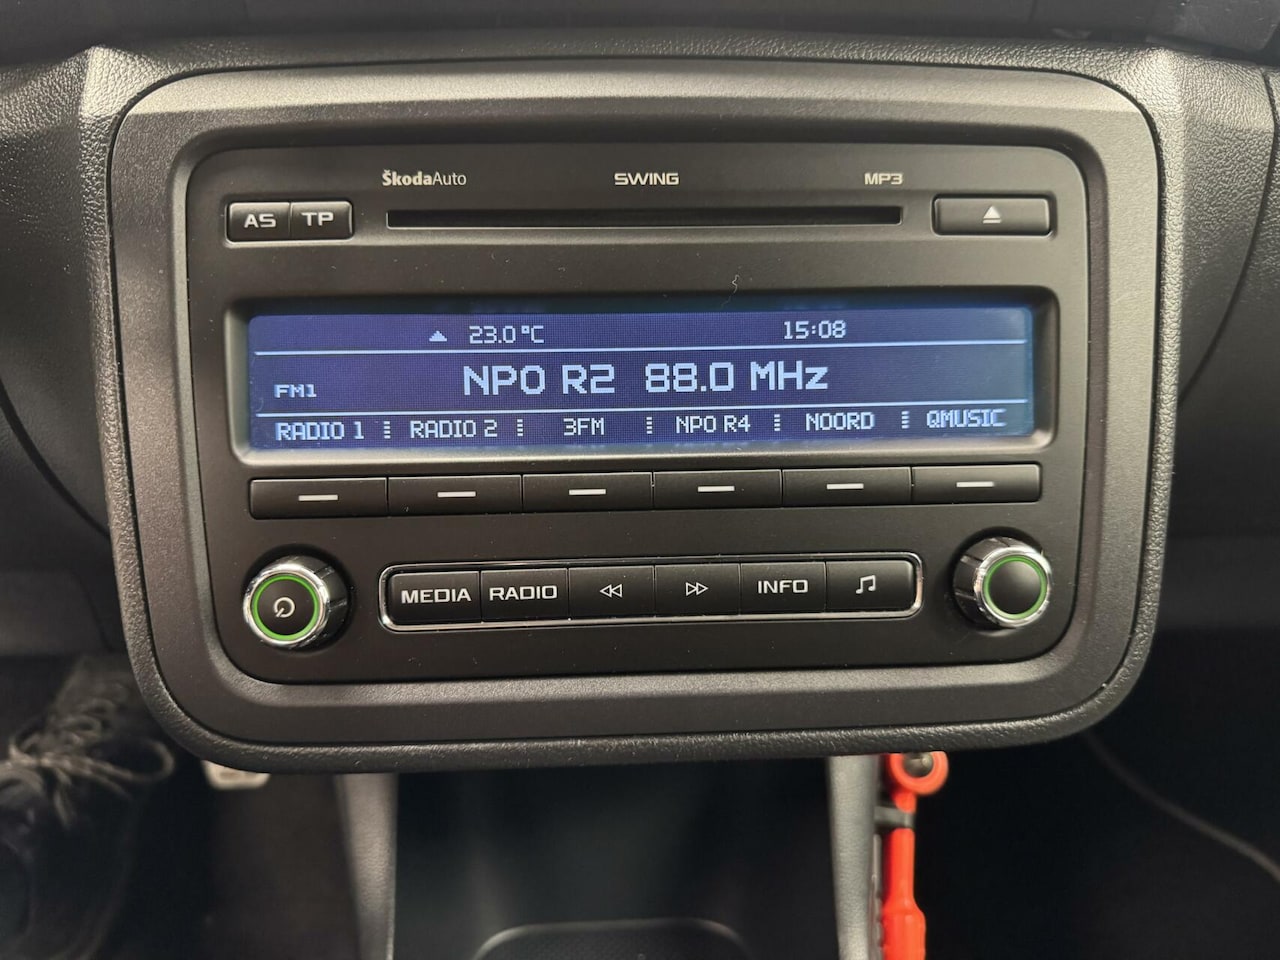 ŠkodaAuto SWING MP3
AS TP
23.0°C 15:08
FM1 NPO R2 88.0 MHz
RADIO 1 RADIO 2 3FM NPO R4 NOORD QMUSIC
MEDIA RADIO INFO